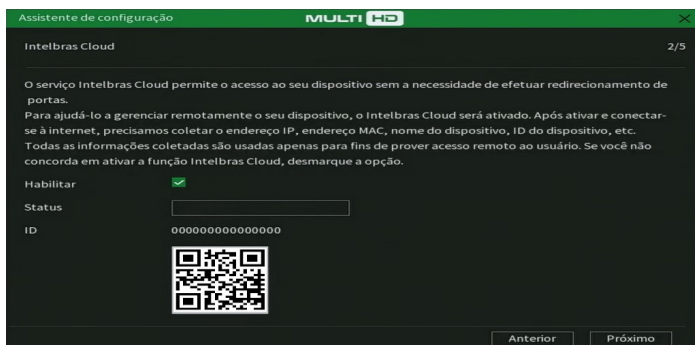 Assistente de configuração
MULTI HD
Intelbras Cloud
2/5
O serviço Intelbras Cloud permite o acesso ao seu dispositivo sem a necessidade de efetuar redirecionamento de
portas.
Para ajudá-lo a gerenciar remotamente o seu dispositivo, o Intelbras Cloud será ativado. Após ativar e conectar-
se à internet, precisamos coletar o endereço IP, endereço MAC, nome do dispositivo, ID do dispositivo, etc.
Todas as informações coletadas são usadas apenas para fins de prover acesso remoto ao usuário. Se você não
concorda em ativar a função Intelbras Cloud, desmarque a opção.
Habilitar
Status
ID 000000000000000
Anterior Próximo